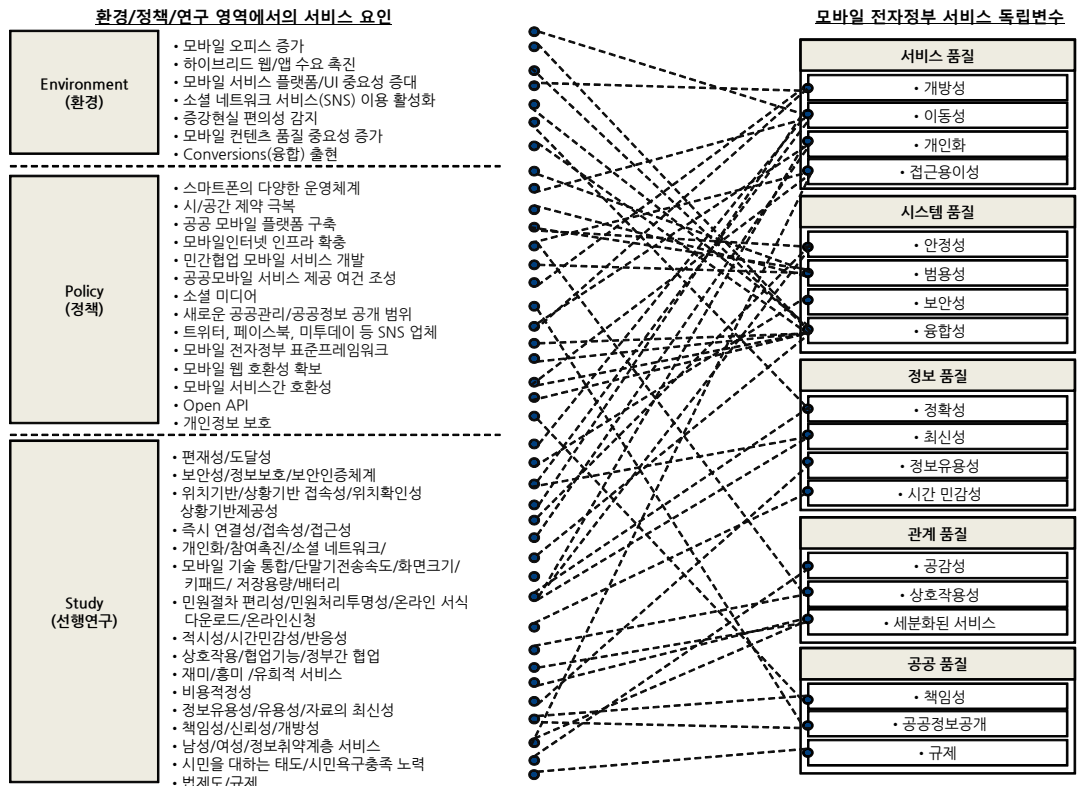 환경/정책/연구 영역에서의 서비스 요인
Environment
(환경)
• 모바일 오피스 증가
• 하이브리드 웹/앱 수요 촉진
• 모바일 서비스 플랫폼/UI 중요성 증대
• 소셜 네트워크 서비스(SNS) 이용 활성화
• 증강현실 편의성 감지
• 모바일 컨텐츠 품질 중요성 증가
• Conversions(융합) 출현
Policy
(정책)
• 스마트폰의 다양한 운영체계
• 시/공간 제약 극복
• 공공 모바일 플랫폼 구축
• 모바일인터넷 인프라 확충
• 민간협업 모바일 서비스 개발
• 공공모바일 서비스 제공 여건 조성
• 소셜 미디어
• 새로운 공공관리/공공정보 공개 범위
• 트위터, 페이스북, 미투데이 등 SNS 업체
• 모바일 전자정부 표준프레임워크
• 모바일 웹 호환성 확보
• 모바일 서비스간 호환성
• Open API
• 개인정보 보호
Study
(선행연구)
• 편재성/도달성
• 보안성/정보보호/보안인증체계
• 위치기반/상황기반 접속성/위치확인성
상황기반제공성
• 즉시 연결성/접속성/접근성
• 개인화/참여촉진/소셜 네트워크/
• 모바일 기술 통합/단말기전송속도/화면크기/
키패드/ 저장용량/배터리
• 민원절차 편리성/민원처리투명성/온라인 서식
다운로드/온라인신청
• 적시성/시간민감성/반응성
• 상호작용/협업기능/정부간 협업
• 재미/흥미 /유희적 서비스
• 비용적정성
• 정보유용성/유용성/자료의 최신성
• 책임성/신뢰성/개방성
• 남성/여성/정보취약계층 서비스
• 시민을 대하는 태도/시민욕구충족 노력
• 법제도/규제
모바일 전자정부 서비스 독립변수
서비스 품질
• 개방성
• 이동성
• 개인화
• 접근용이성
시스템 품질
• 안정성
• 범용성
• 보안성
• 융합성
정보 품질
• 정확성
• 최신성
• 정보유용성
• 시간 민감성
관계 품질
• 공감성
• 상호작용성
• 세분화된 서비스
공공 품질
• 책임성
• 공공정보공개
• 규제